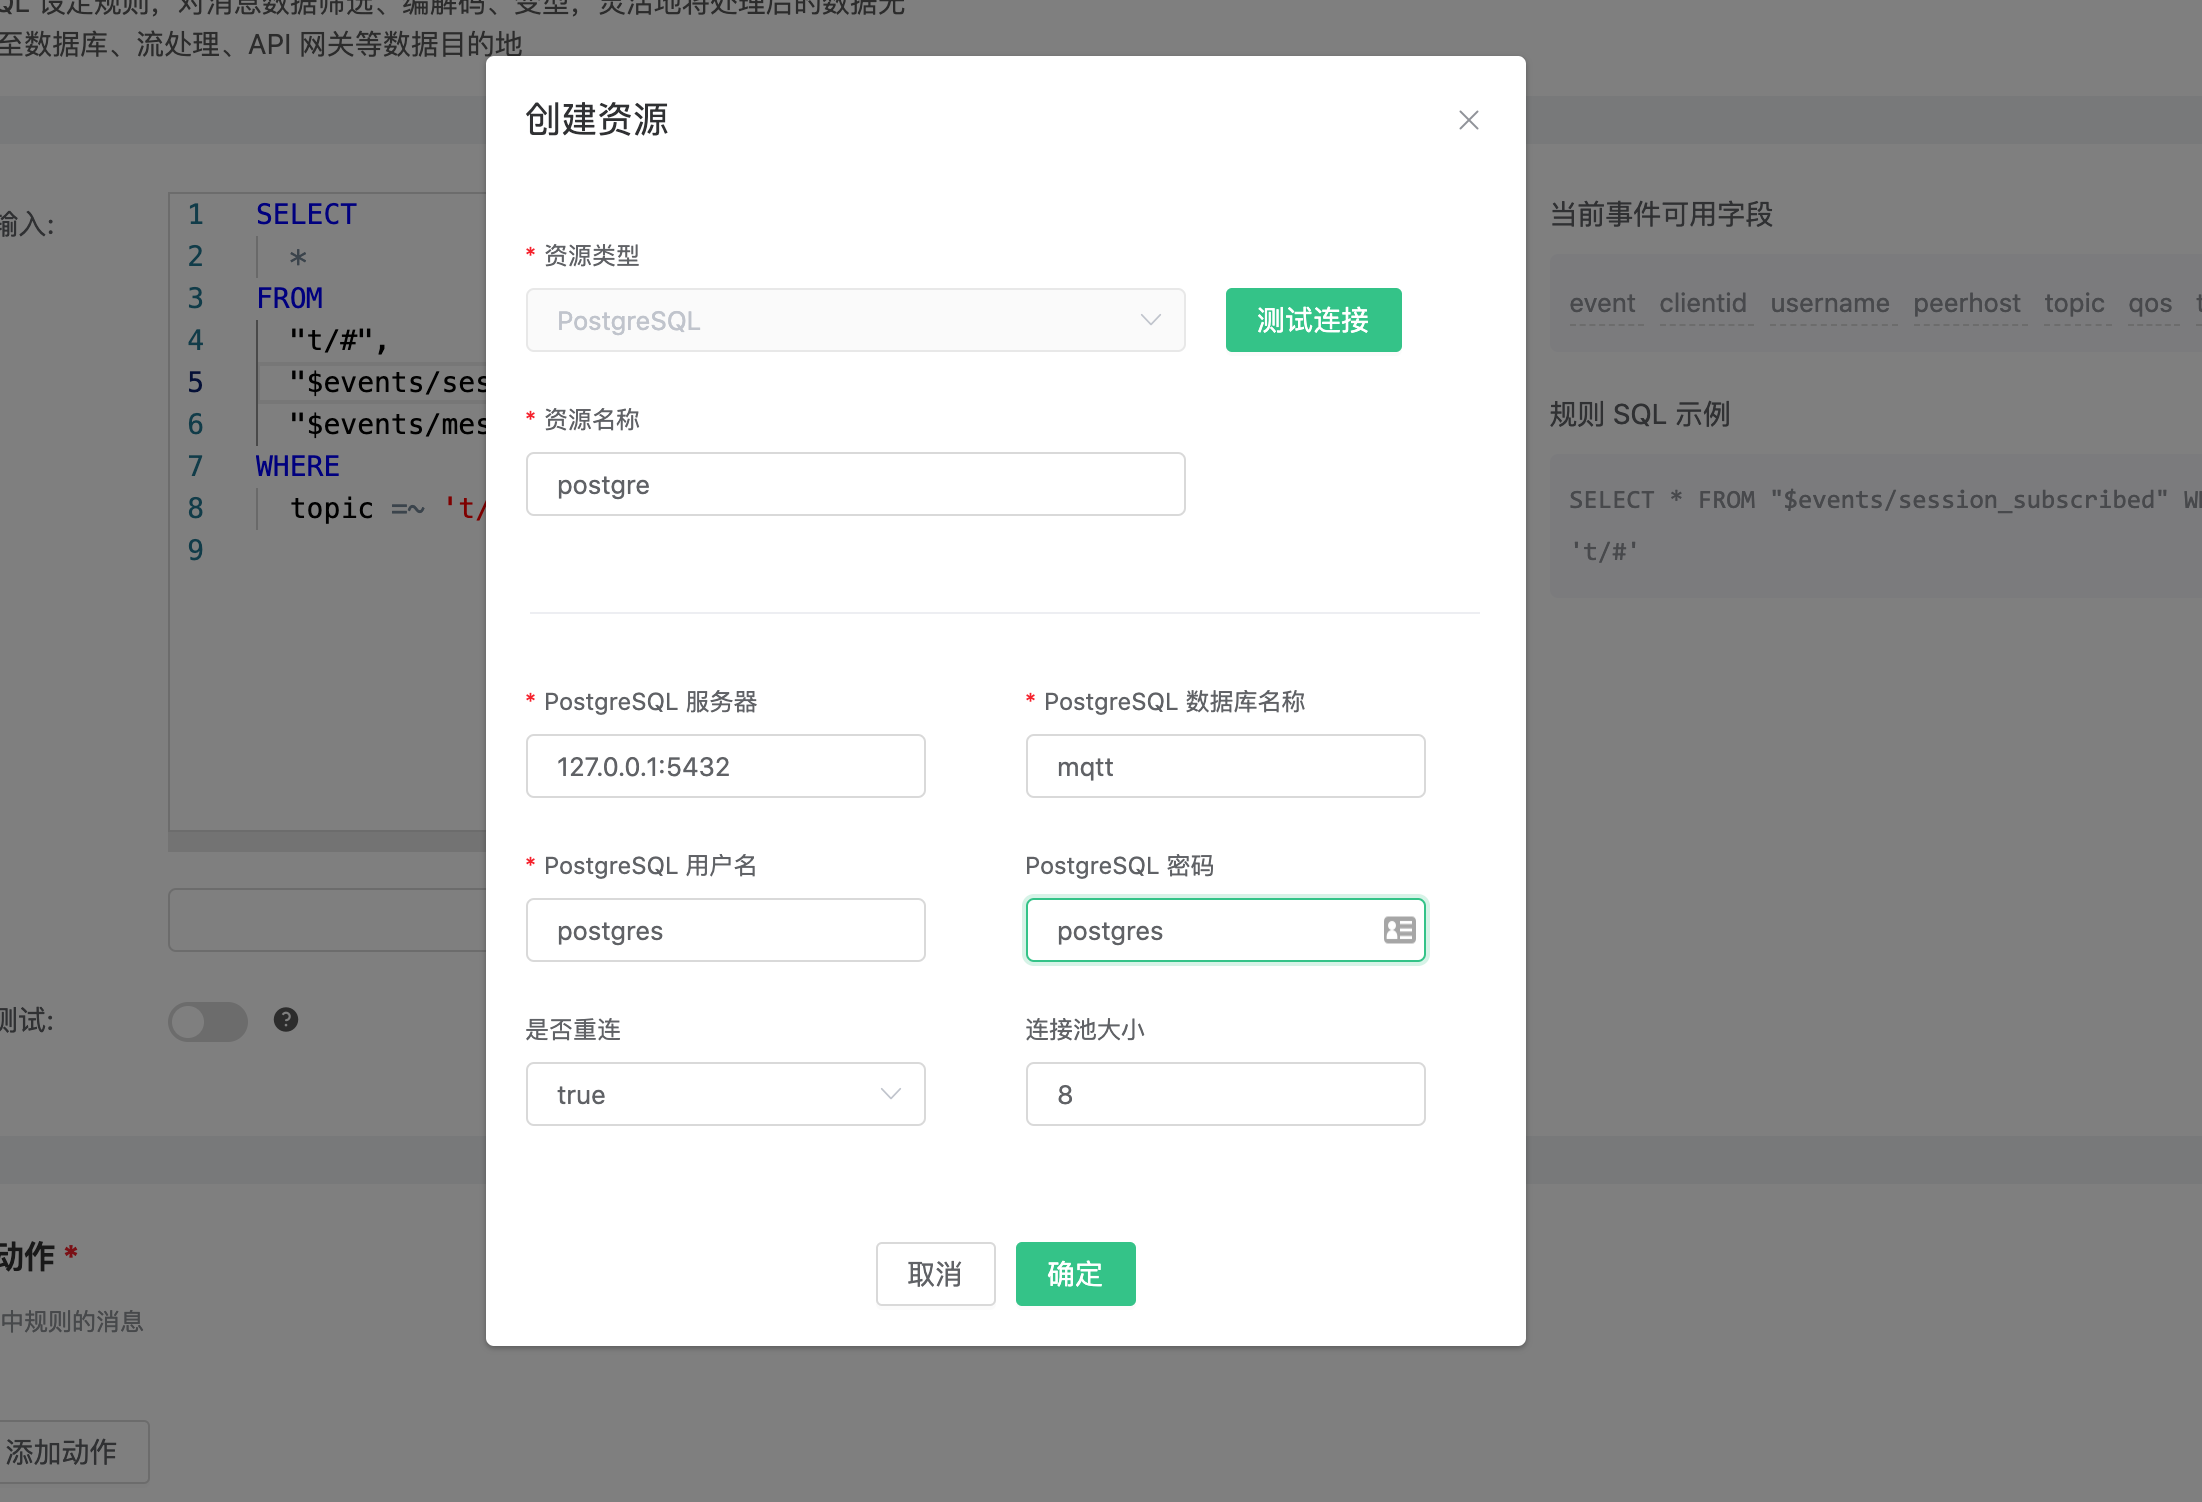 QL 设定规则，对消息数据筛选、编解码、变型，灵活地将处理后的数据无
至数据库、流处理、API 网关等数据目的地
创建资源
输入:
1 SELECT
2 *
3 FROM
4 "t/#",
5 "$events/ses
6 "$events/mes
7 WHERE
8 topic =~ 't/
9
* 资源类型
PostgreSQL
测试连接
* 资源名称
postgre
* PostgreSQL 服务器
* PostgreSQL 数据库名称
127.0.0.1:5432
mqtt
* PostgreSQL 用户名
PostgreSQL 密码
postgres
postgres
是否重连
连接池大小
true
8
取消
确定
当前事件可用字段
event clientid username peerhost topic qos t
规则 SQL 示例
SELECT * FROM "$events/session_subscribed" WH
't/#'
测试:
?
动作 *
中规则的消息
添加动作